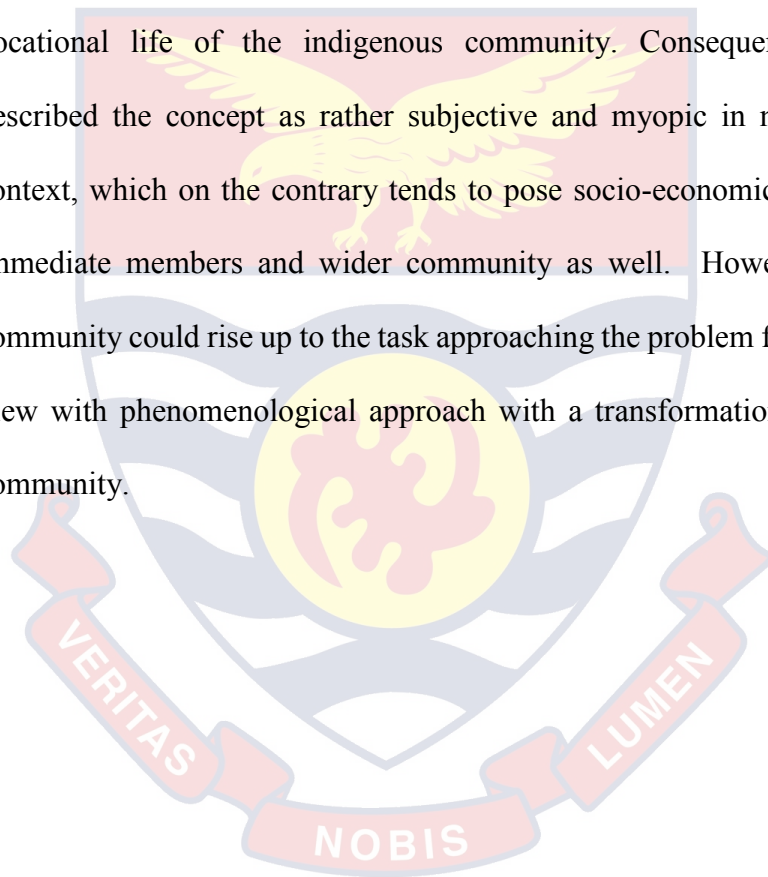 ocational life of the indigenous community. Consequen
escribed the concept as rather subjective and myopic in n
ontext, which on the contrary tends to pose socio-economic
mmediate members and wider community as well. Howe
ommunity could rise up to the task approaching the problem f
iew with phenomenological approach with a transformation
ommunity.
VERITAS
NOBIS
LUMEN